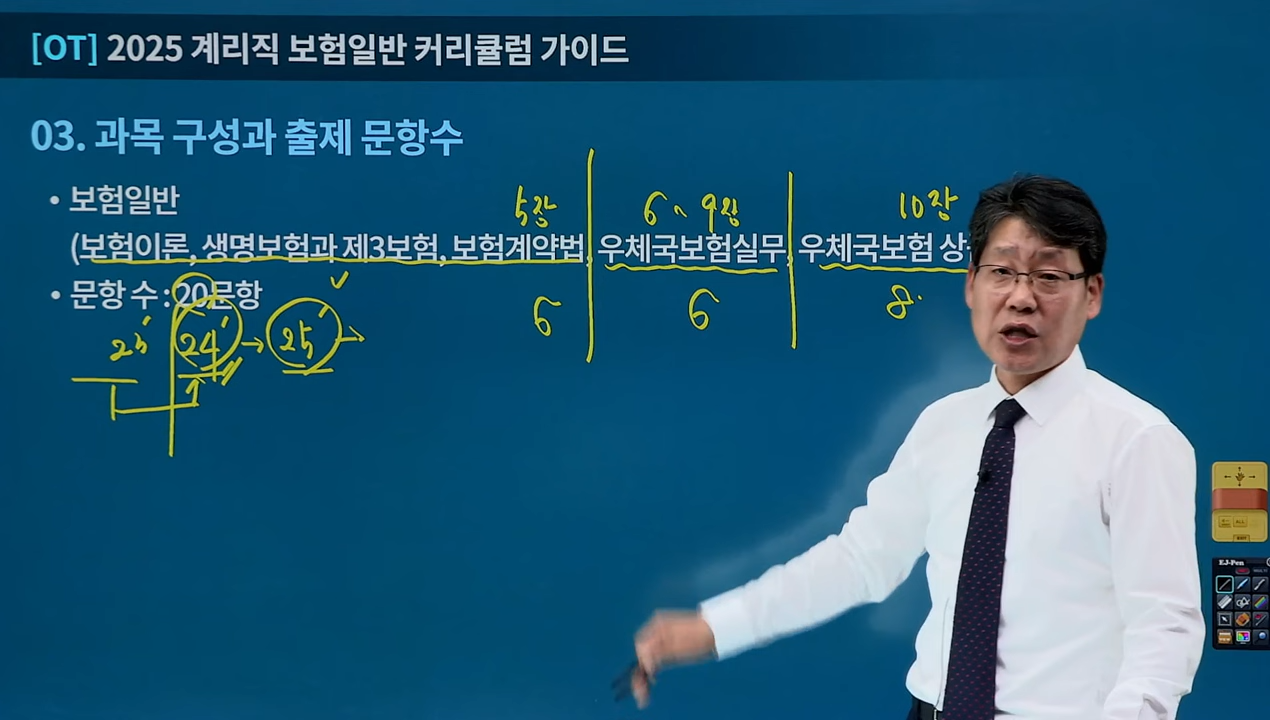 [OT] 2025 계리직 보험일반 커리큘럼 가이드
03. 과목 구성과 출제 문항수
• 보험일반
5장 6、9장 10장
(보험이론, 생명보험과 제3보험, 보험계약법, 우체국보험실무, 우체국보험 상
• 문항 수 : 20문항
6 6 8
23 24 → 25 →
EJ-Pen